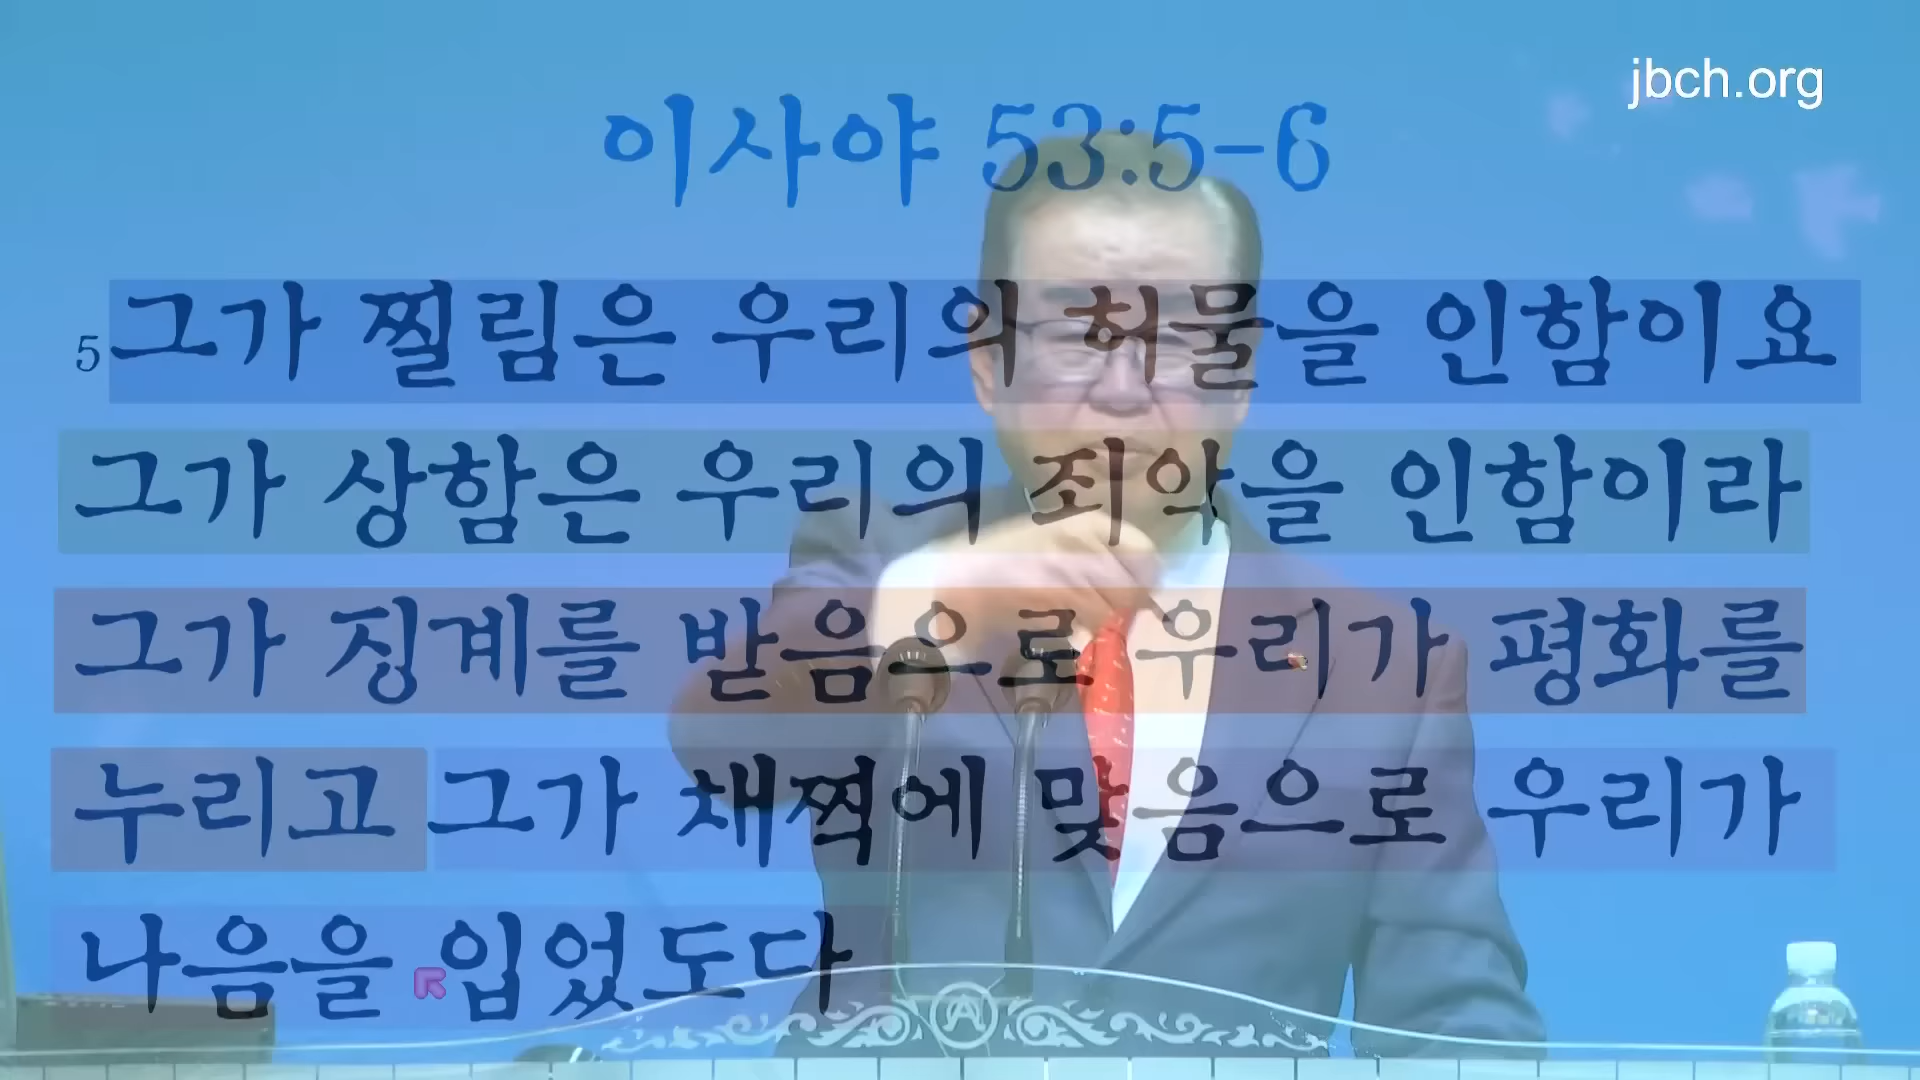 jbch.org
이사야 53:5-6
5 그가 찔림은 우리의 허물을 인함이요
그가 상함은 우리의 죄악을 인함이라
그가 징계를 받음으로 우리가 평화를
누리고 그가 채찍에 맞음으로 우리가
나음을 입었도다